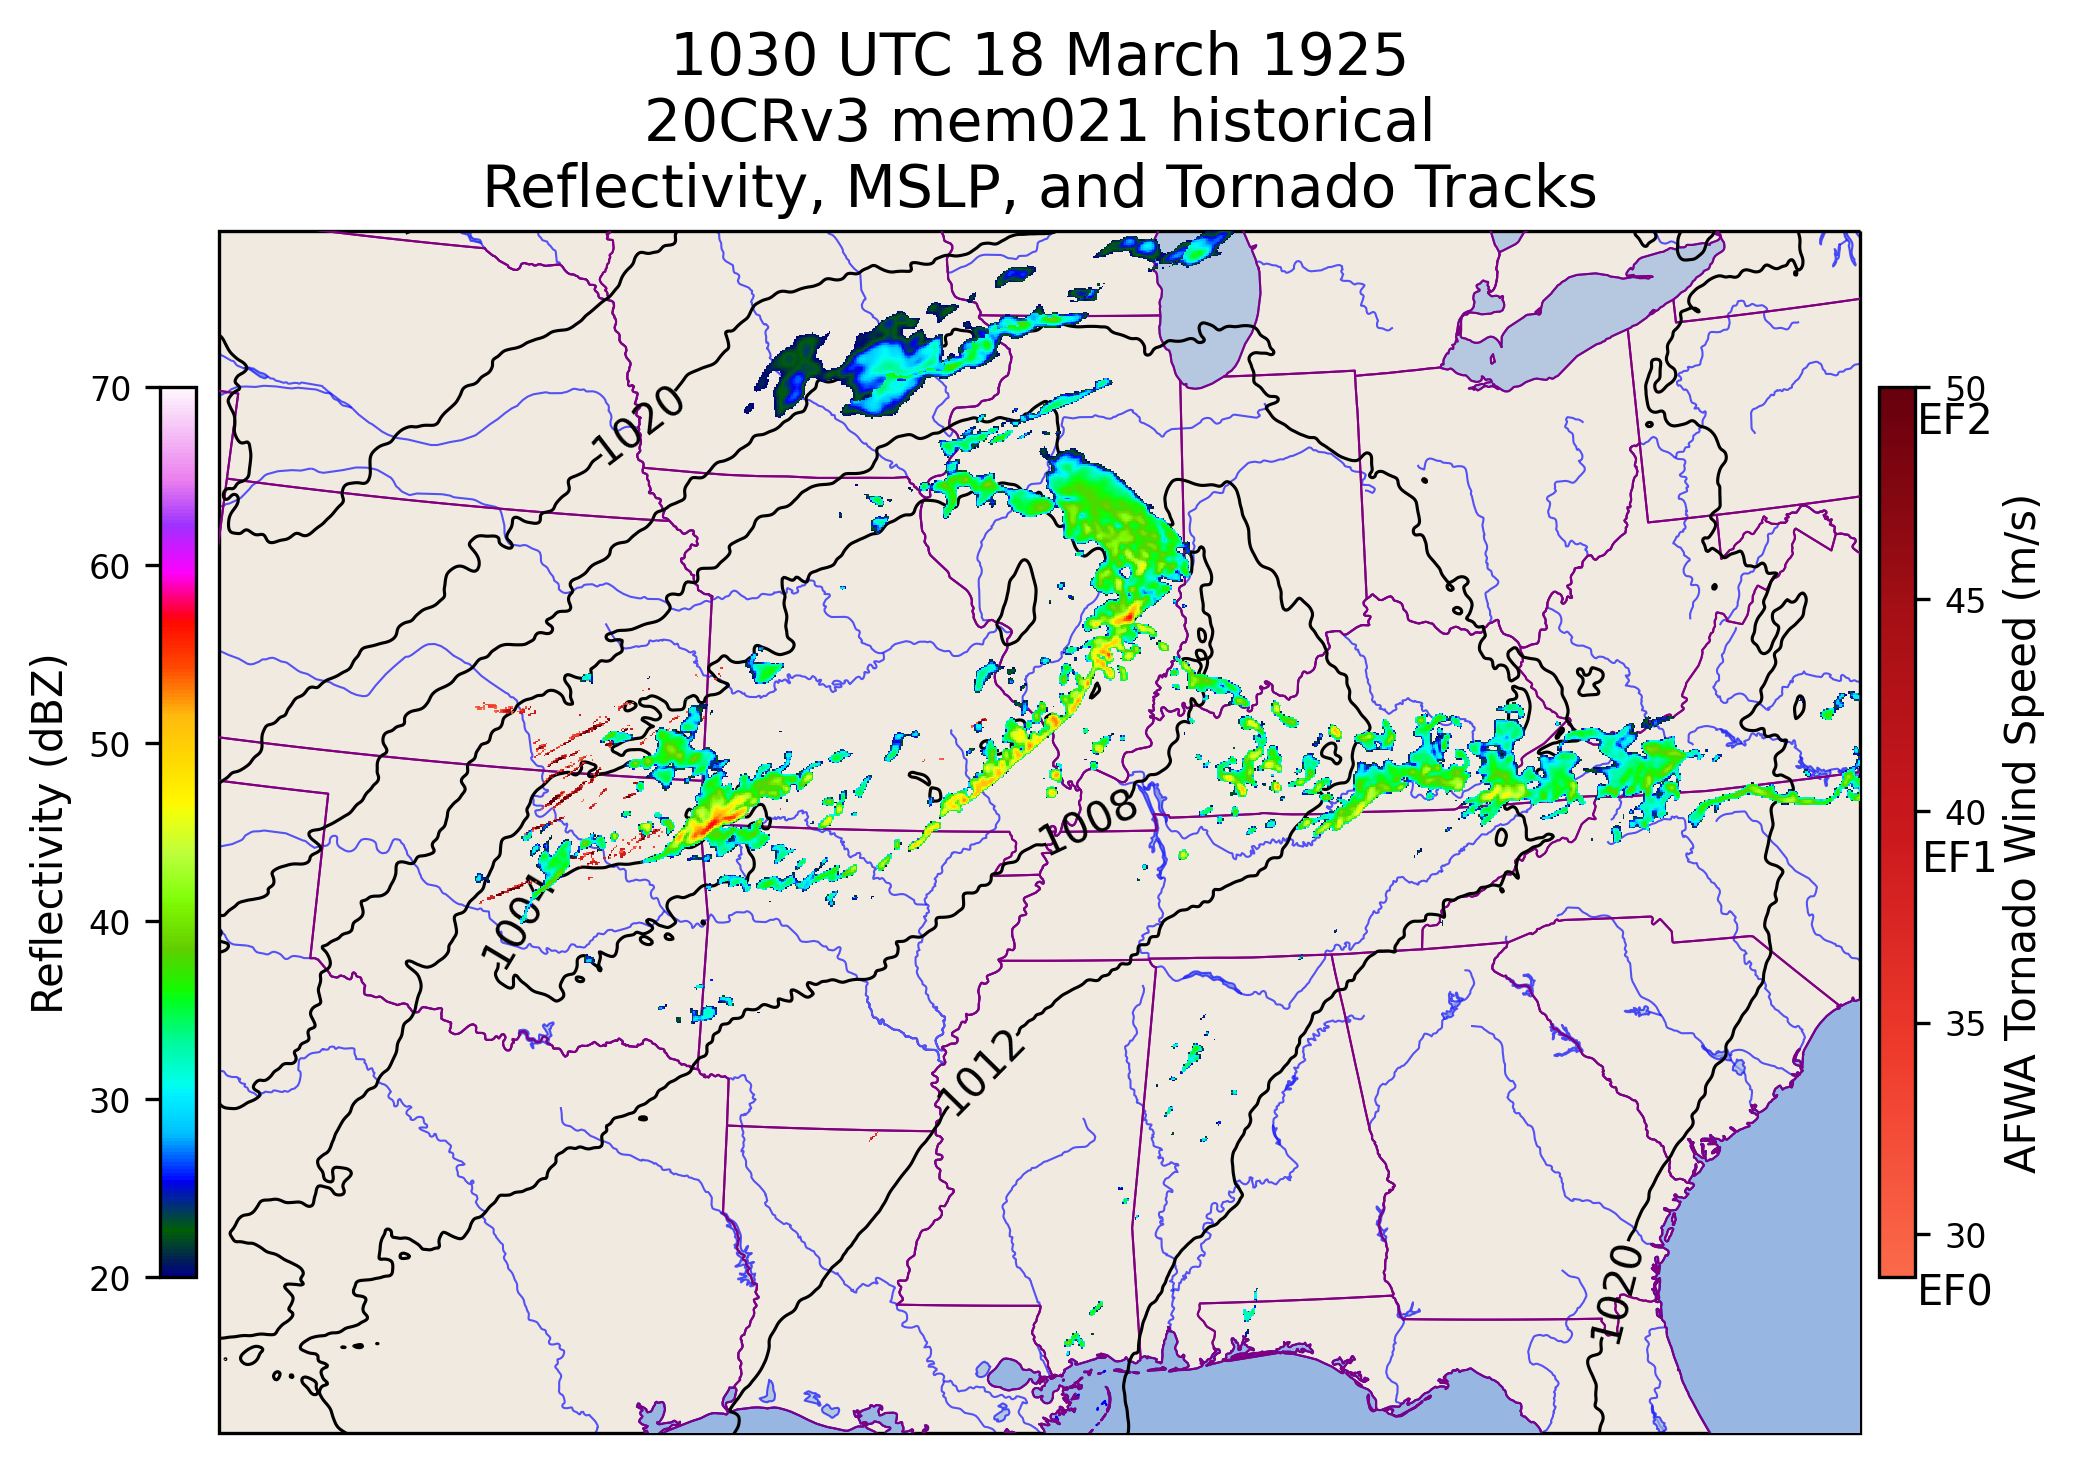 1030 UTC 18 March 1925
20CRv3 mem021 historical
Reflectivity, MSLP, and Tornado Tracks
70
60
50
40
30
20
Reflectivity (dBZ)
1020
1004
1008
1012
1020
50
EF2
45
40
EF1
35
30
EF0
AFWA Tornado Wind Speed (m/s)